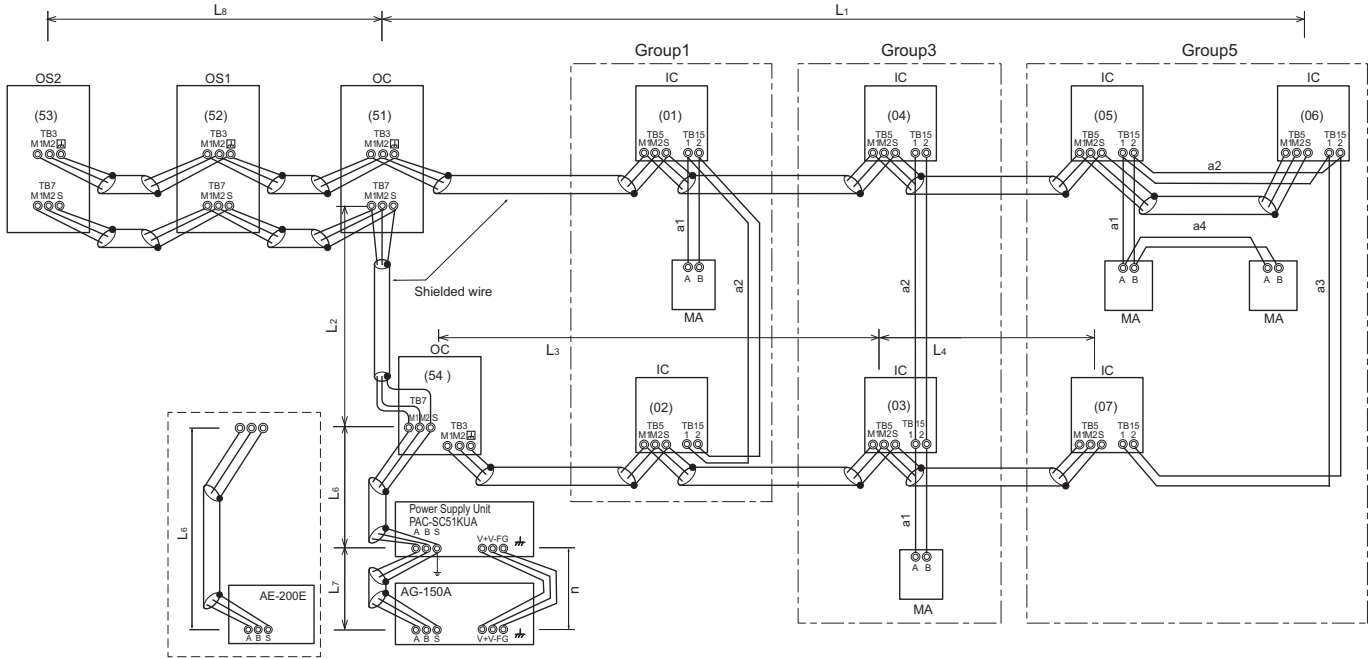 L8
L1
Group1
Group3
Group5
OS2
OS1
OC
IC
IC
IC
IC
(53)
(52)
(51)
(01)
(04)
(05)
(06)
TB3
M1M2
TB3
M1M2
TB3
M1M2
TB5
M1M2S
TB15
1 2
TB5
M1M2S
TB15
1 2
TB5
M1M2S
TB15
1 2
TB5
M1M2S
TB15
1 2
a2
TB7
M1M2 S
TB7
M1M2 S
TB7
M1M2 S
a1
a1
a4
a2
a2
a3
A B
MA
A B
MA
A B
MA
Shielded wire
L2
L3
L4
OC
(54 )
TB7
M1M2 S
TB3
M1M2
IC
(02)
TB5
M1M2S
TB15
1 2
IC
(03)
TB5
M1M2S
TB15
1 2
IC
(07)
TB5
M1M2S
TB15
1 2
L6
L6
Power Supply Unit
PAC-SC51KUA
A B S
V+V-FG
a1
L7
n
A B
MA
AE-200E
A B S
AG-150A
A B S
V+V-FG